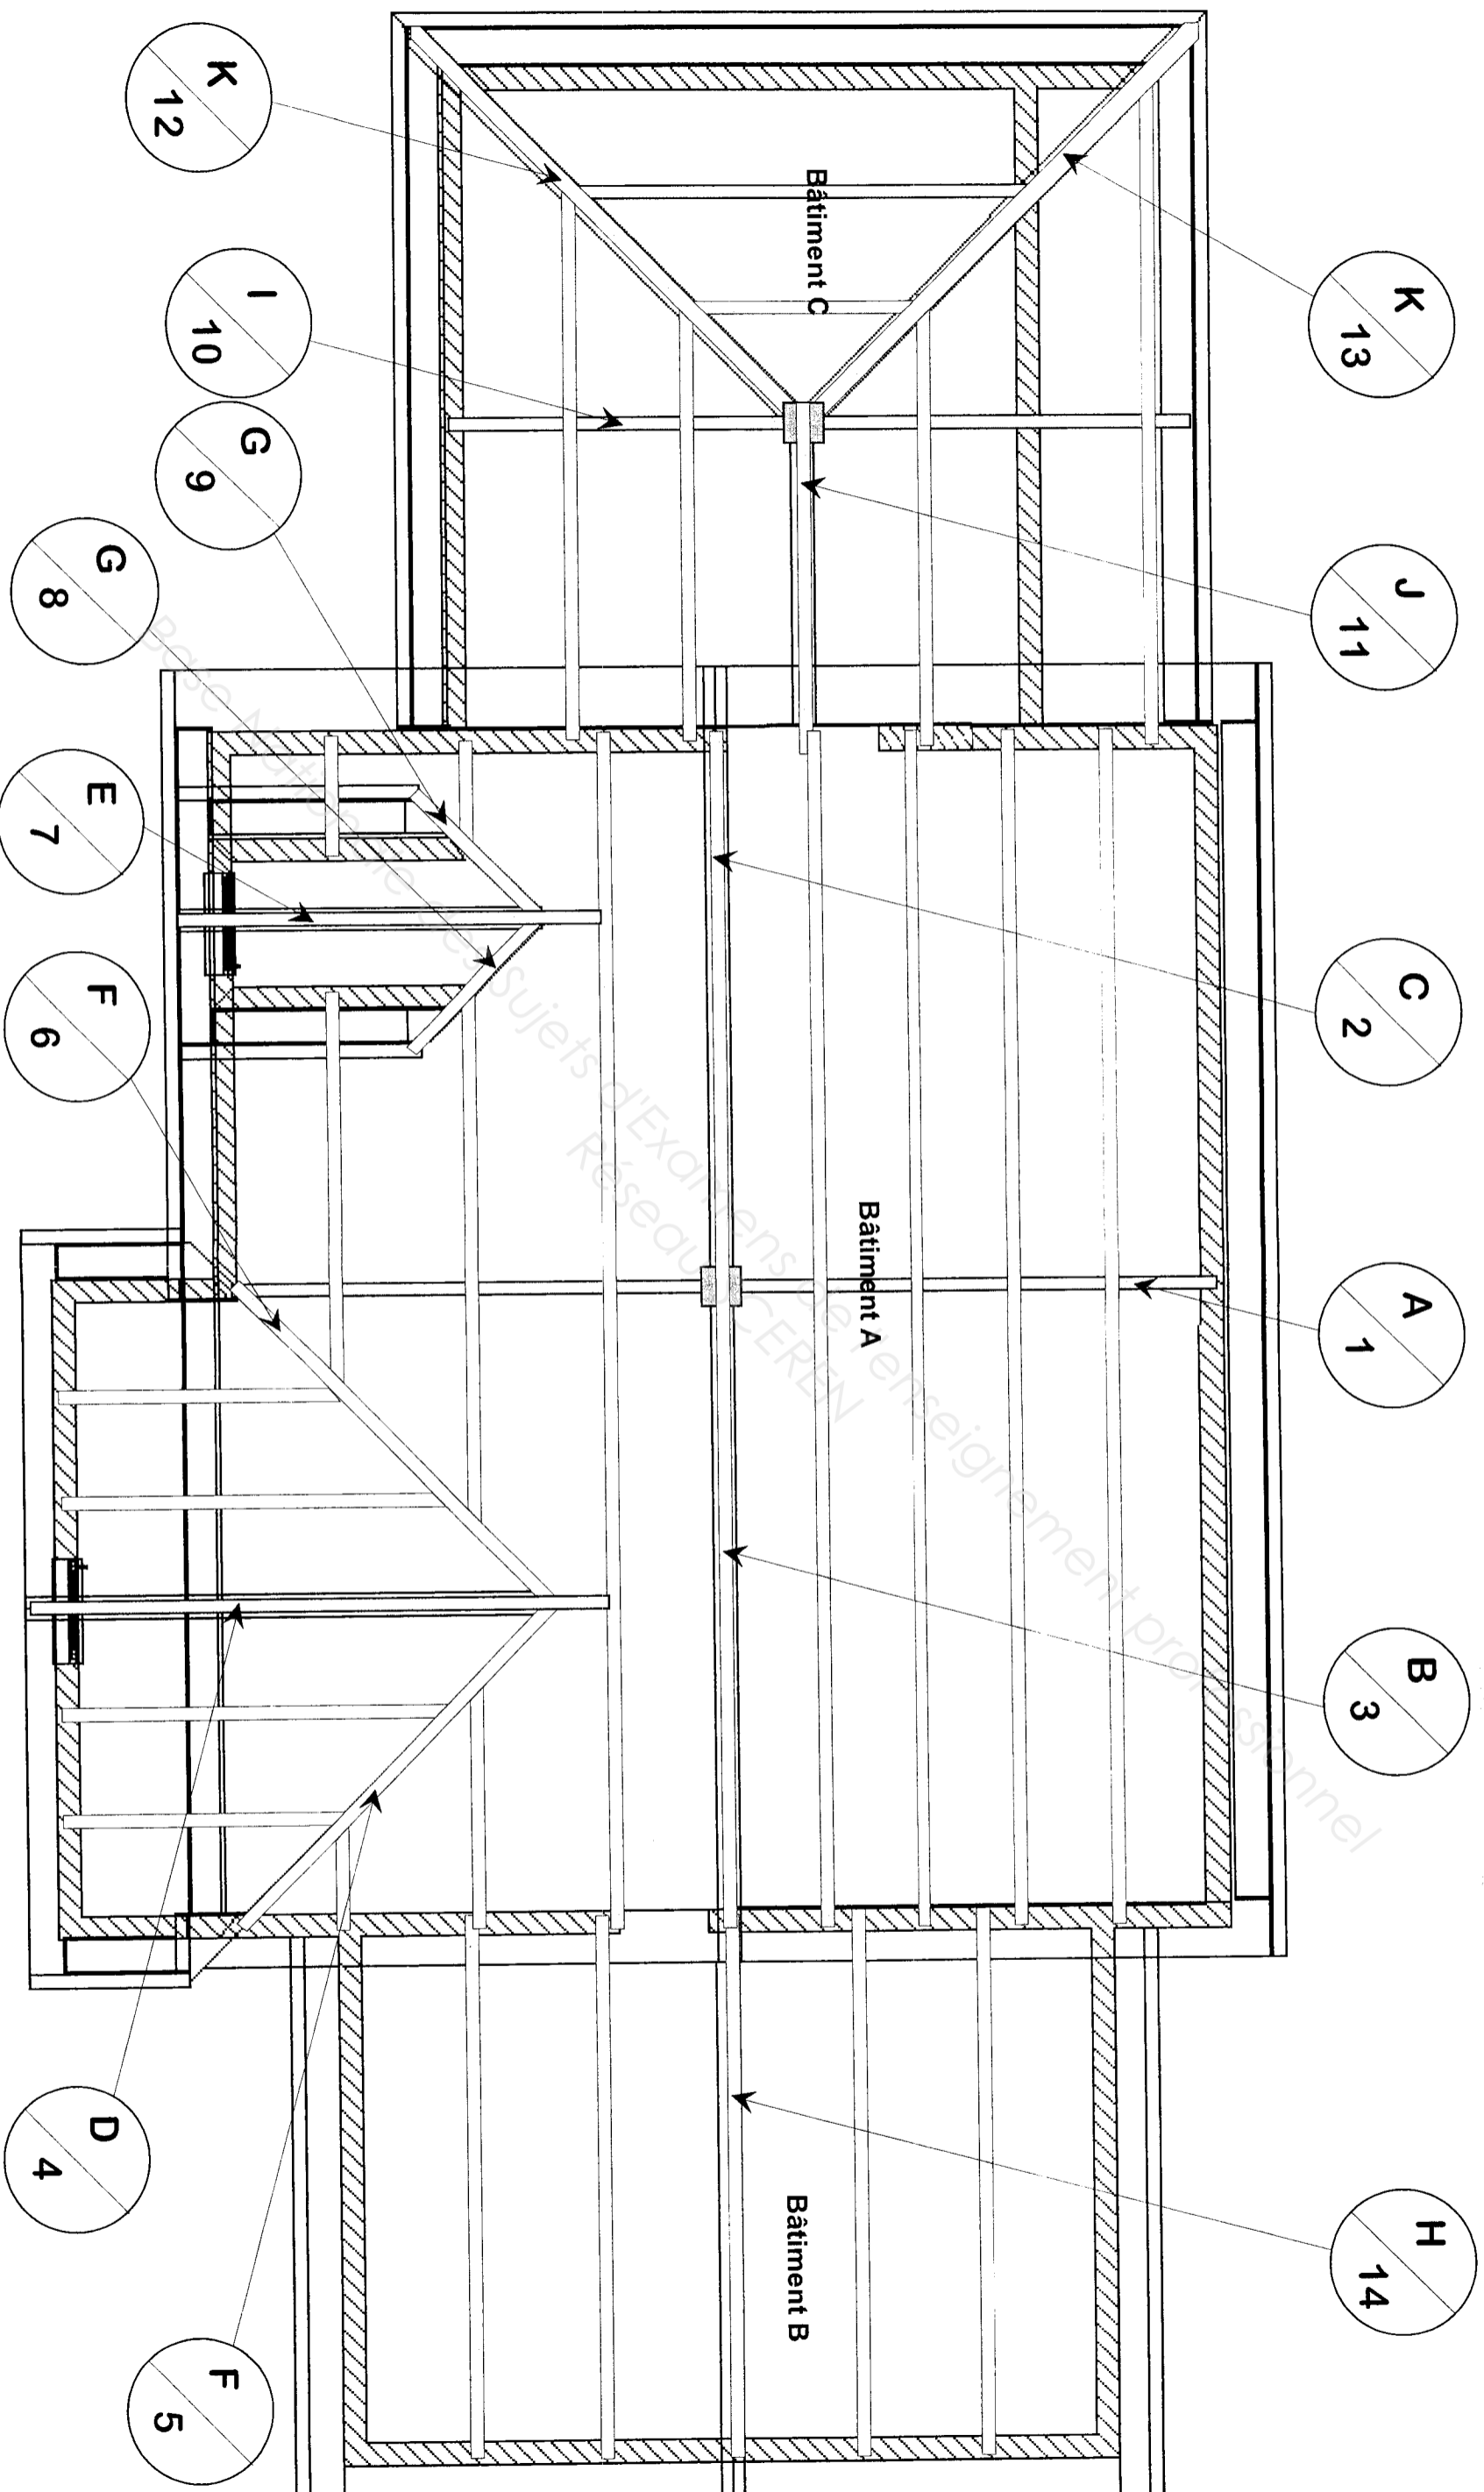 K 13
J 11
C 2
A 1
B 3
H 14
Bâtiment C
Bâtiment A
Bâtiment B
K 12
I 10
G 9
G 8
E 7
F 6
D 4
F 5
Base Nationale des Sujets d'Examens de l'enseignement professionnel
Réseau SCEREN